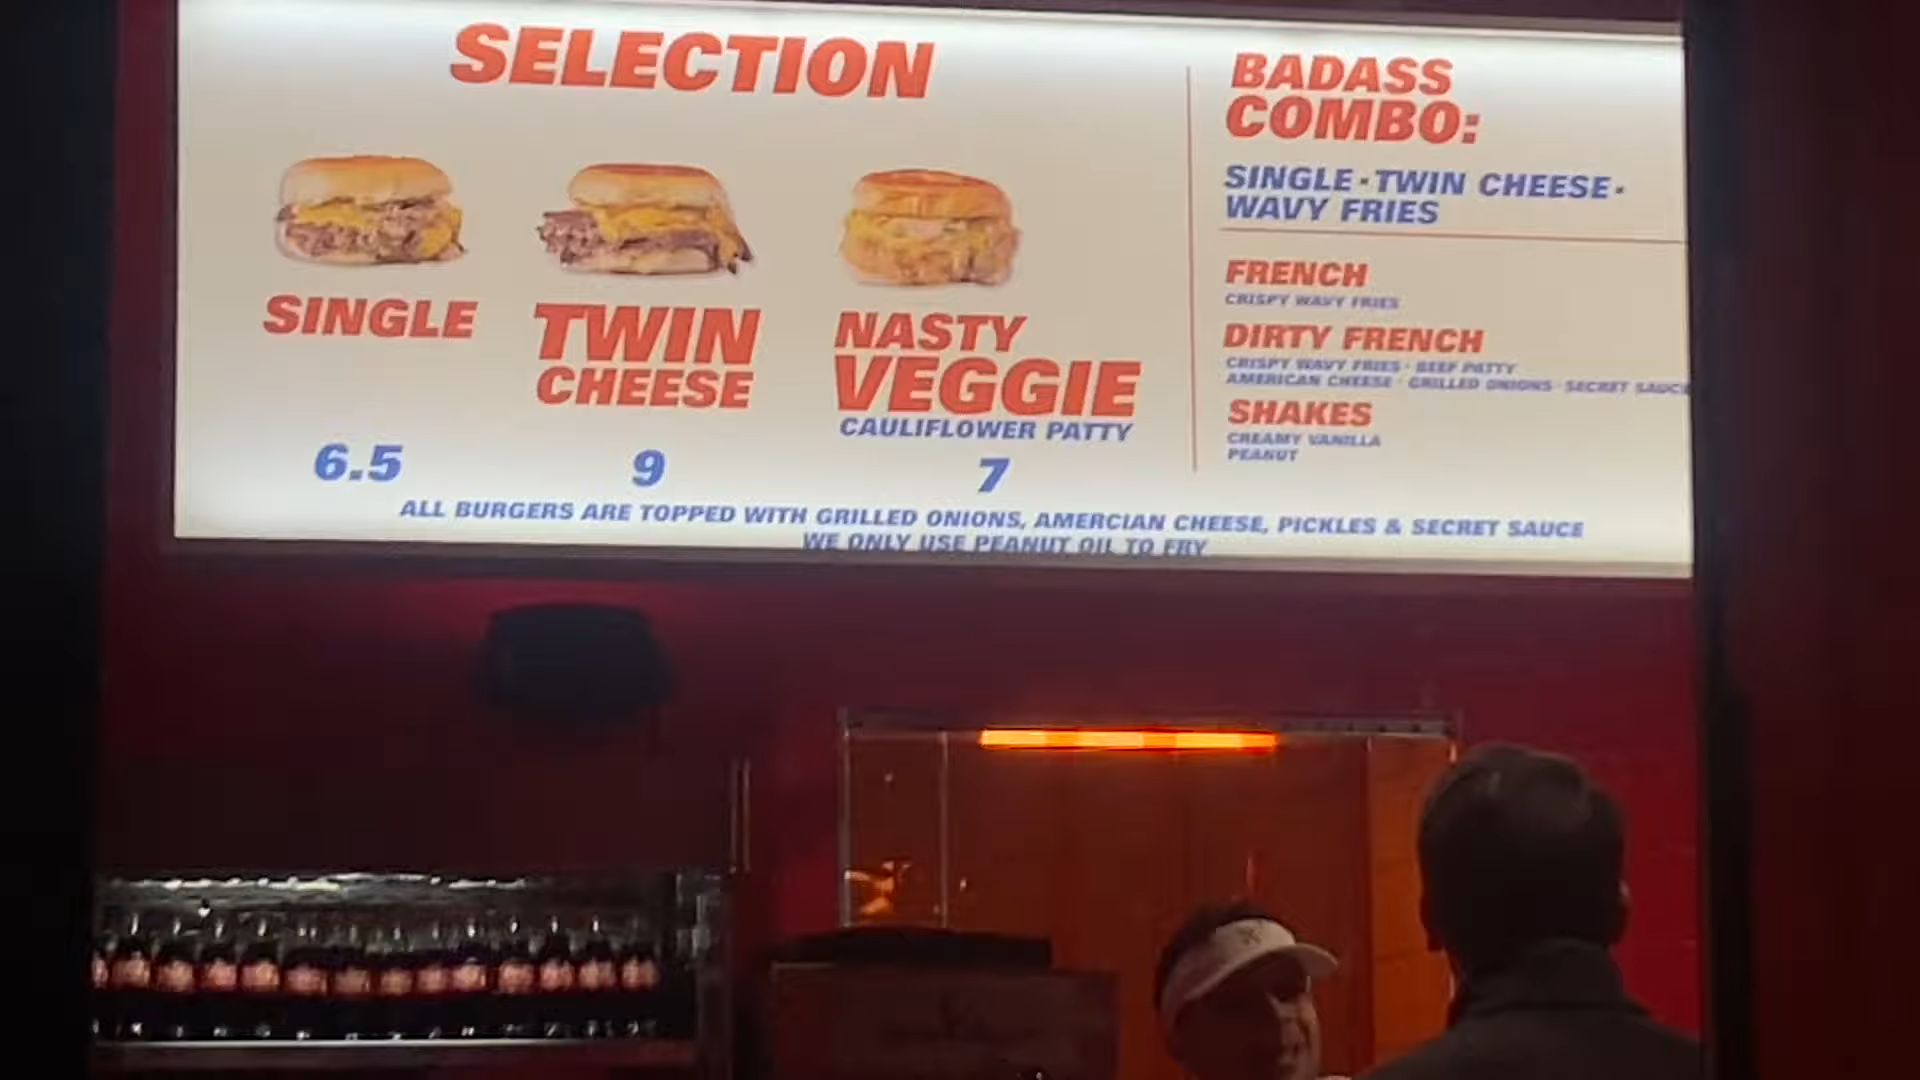 SELECTION
SINGLE
6.5
TWIN
CHEESE
9
NASTY
VEGGIE
CAULIFLOWER PATTY
7
ALL BURGERS ARE TOPPED WITH GRILLED ONIONS, AMERCIAN CHEESE, PICKLES & SECRET SAUCE
WE ONLY USE PEANUT OIL TO FRY
BADASS
COMBO:
SINGLE · TWIN CHEESE ·
WAVY FRIES
FRENCH
CRISPY WAVY FRIES
DIRTY FRENCH
CRISPY WAVY FRIES · BEEF PATTY
AMERICAN CHEESE · GRILLED ONIONS · SECRET SAUCE
SHAKES
CREAMY VANILLA
PEANUT